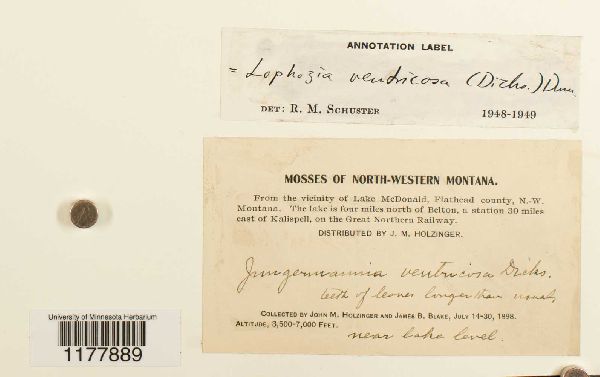 ANNOTATION LABEL
= Lophozia ventricosa (Dicks.) Dum.
DET: R. M. SCHUSTER 1948-1949
MOSSES OF NORTH-WESTERN MONTANA.
From the vicinity of Lake McDonald, Flathead county, N.-W.
Montana. The lake is four miles north of Belton, a station 30 miles
east of Kalispell, on the Great Northern Railway.
DISTRIBUTED BY J. M. HOLZINGER.
Jungermannia ventricosa Dicks.
teeth of leaves longer than usual,
COLLECTED BY JOHN M. HOLZINGER AND JAMES B. BLAKE, JULY 14-30, 1898.
ALTITUDE, 3,500-7,000 FEET.
near lake level.
University of Minnesota Herbarium
1177889